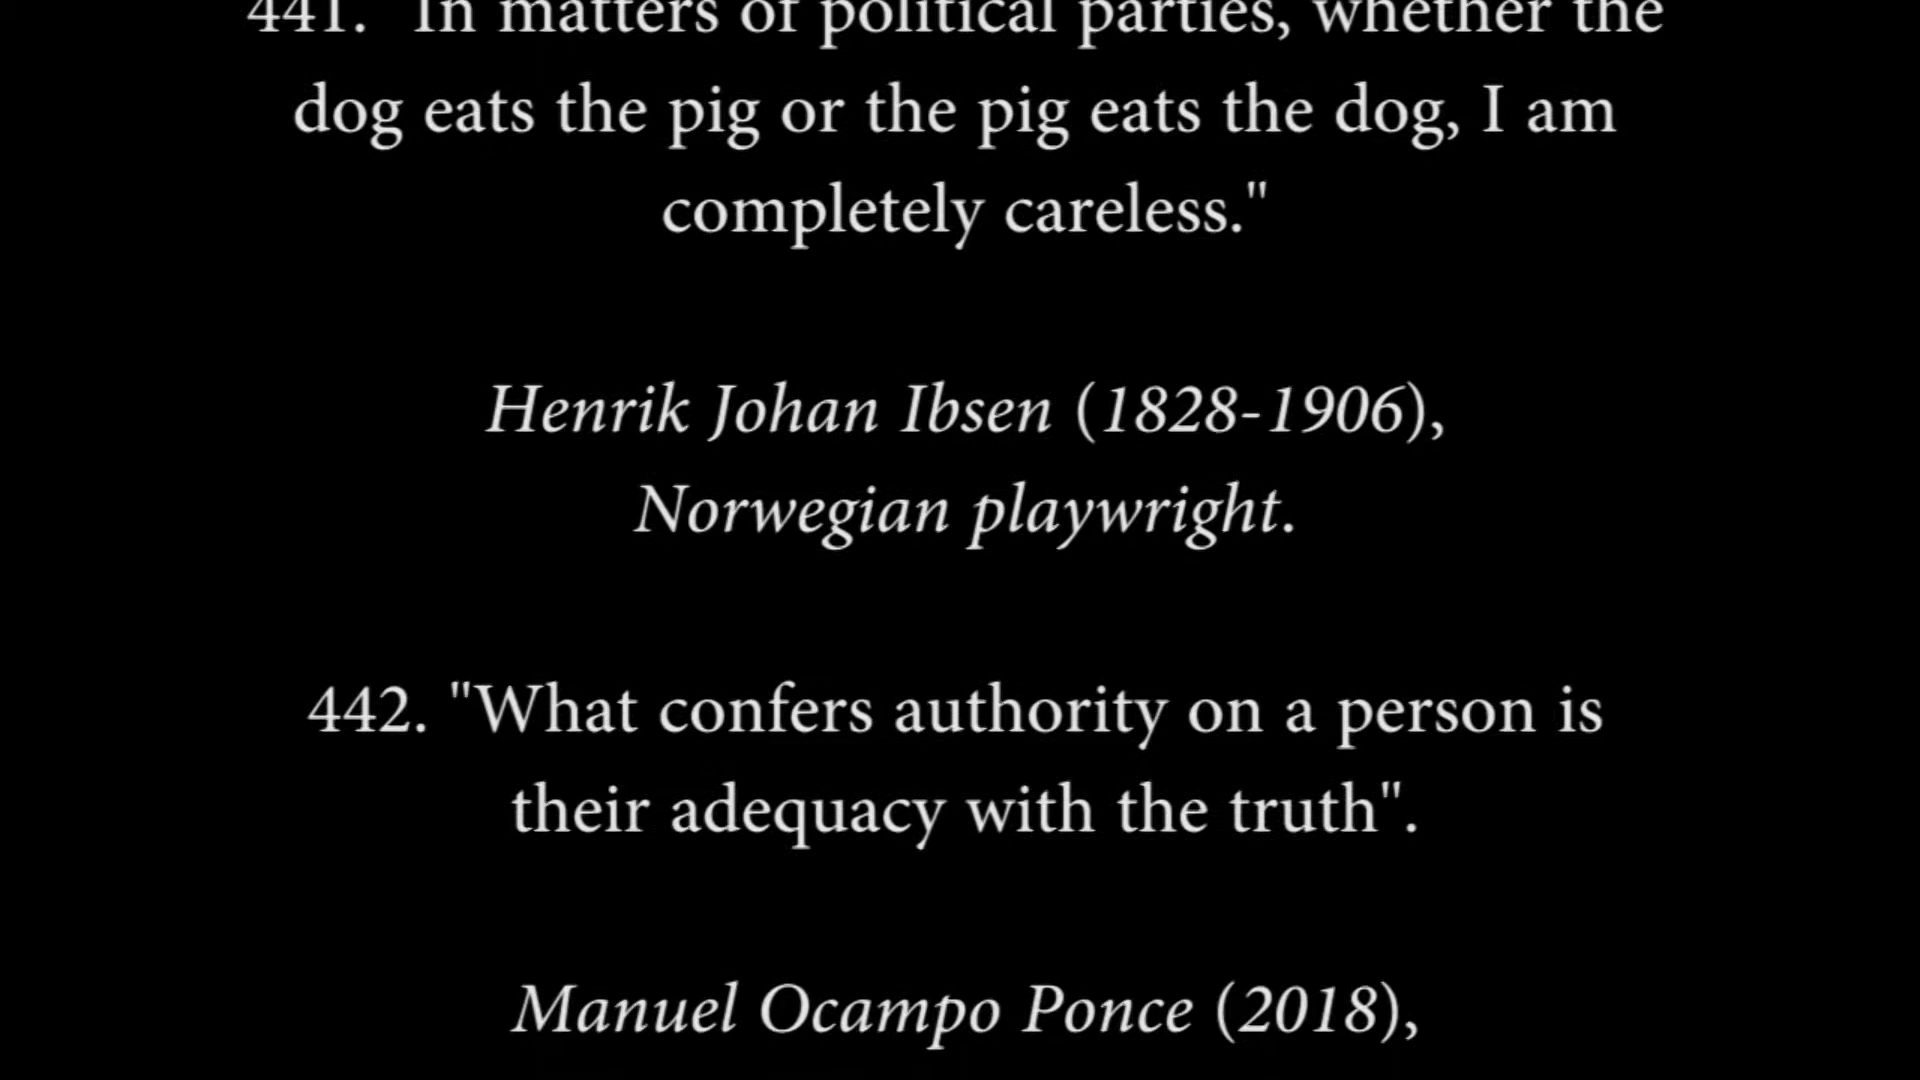 441. "In matters of political parties, whether the
dog eats the pig or the pig eats the dog, I am
completely careless."
Henrik Johan Ibsen (1828-1906),
Norwegian playwright.
442. "What confers authority on a person is
their adequacy with the truth".
Manuel Ocampo Ponce (2018),